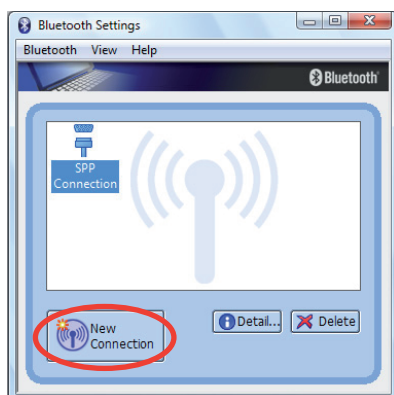 Bluetooth Settings
Bluetooth View Help
Bluetooth
SPP
Connection
New
Connection
Detail...
Delete